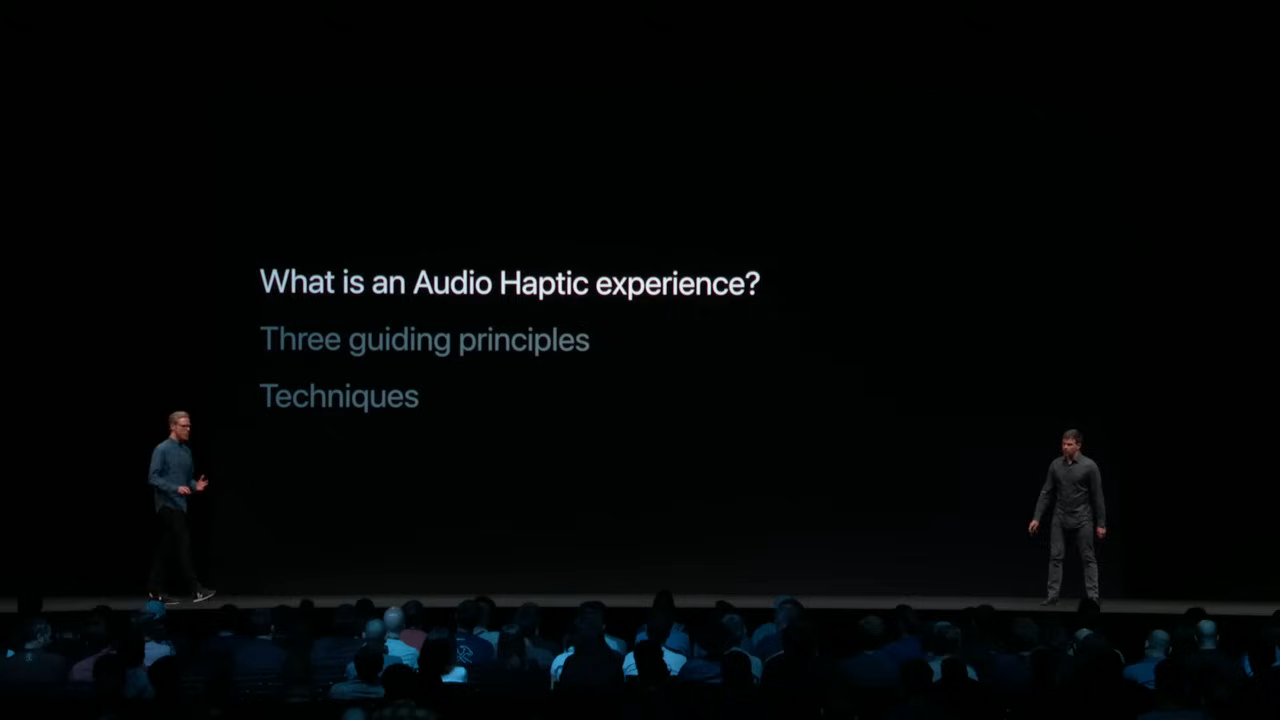 What is an Audio Haptic experience?
Three guiding principles
Techniques